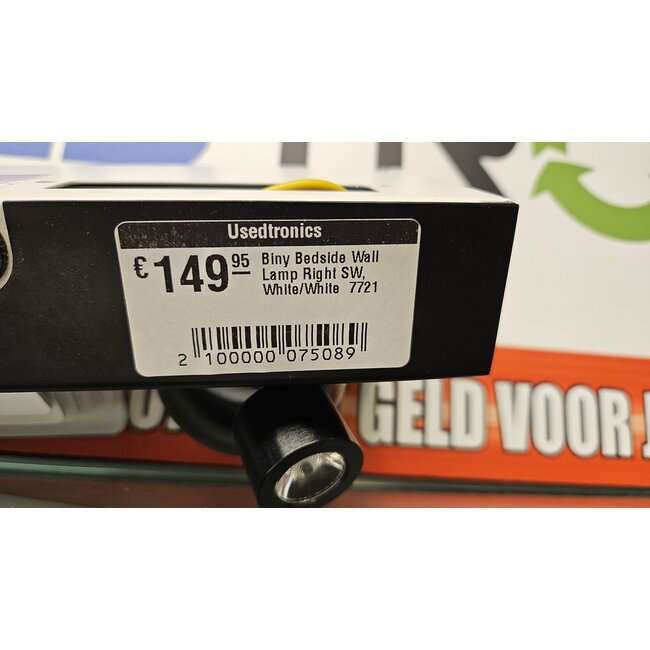 Usedtronics
€ 149 95
Biny Bedside Wall
Lamp Right SW,
White/White 7721
2 100000 075089
GELD VOOR